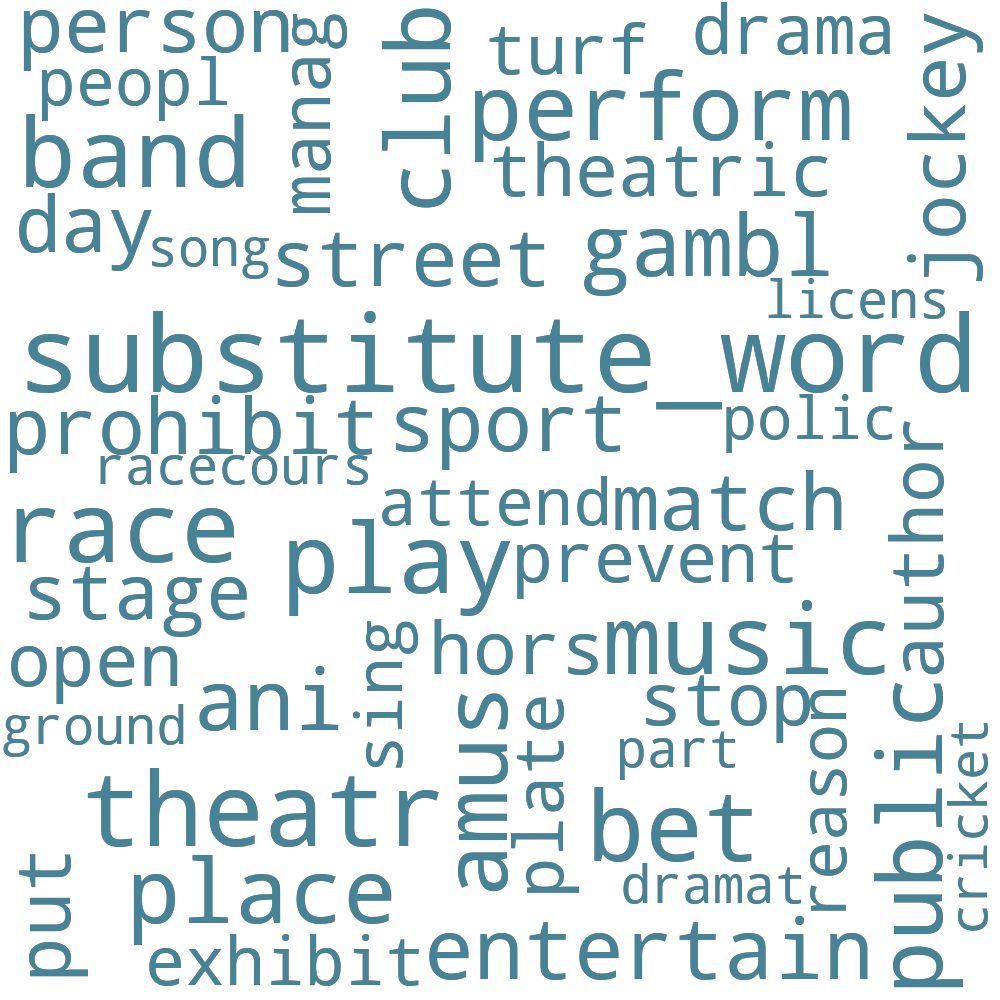 person
manag
club
turf
drama
jockey
peopl
perform
band
theatric
day
song
street
gambl
licens
substitute_word
prohibit
sport
polic
racecours
author
race
attend
match
play
prevent
stage
open
sing
hors
music
ani
stop
ground
amus
plate
part
reason
public
cricket
theatr
bet
put
place
dramat
exhibit
entertain